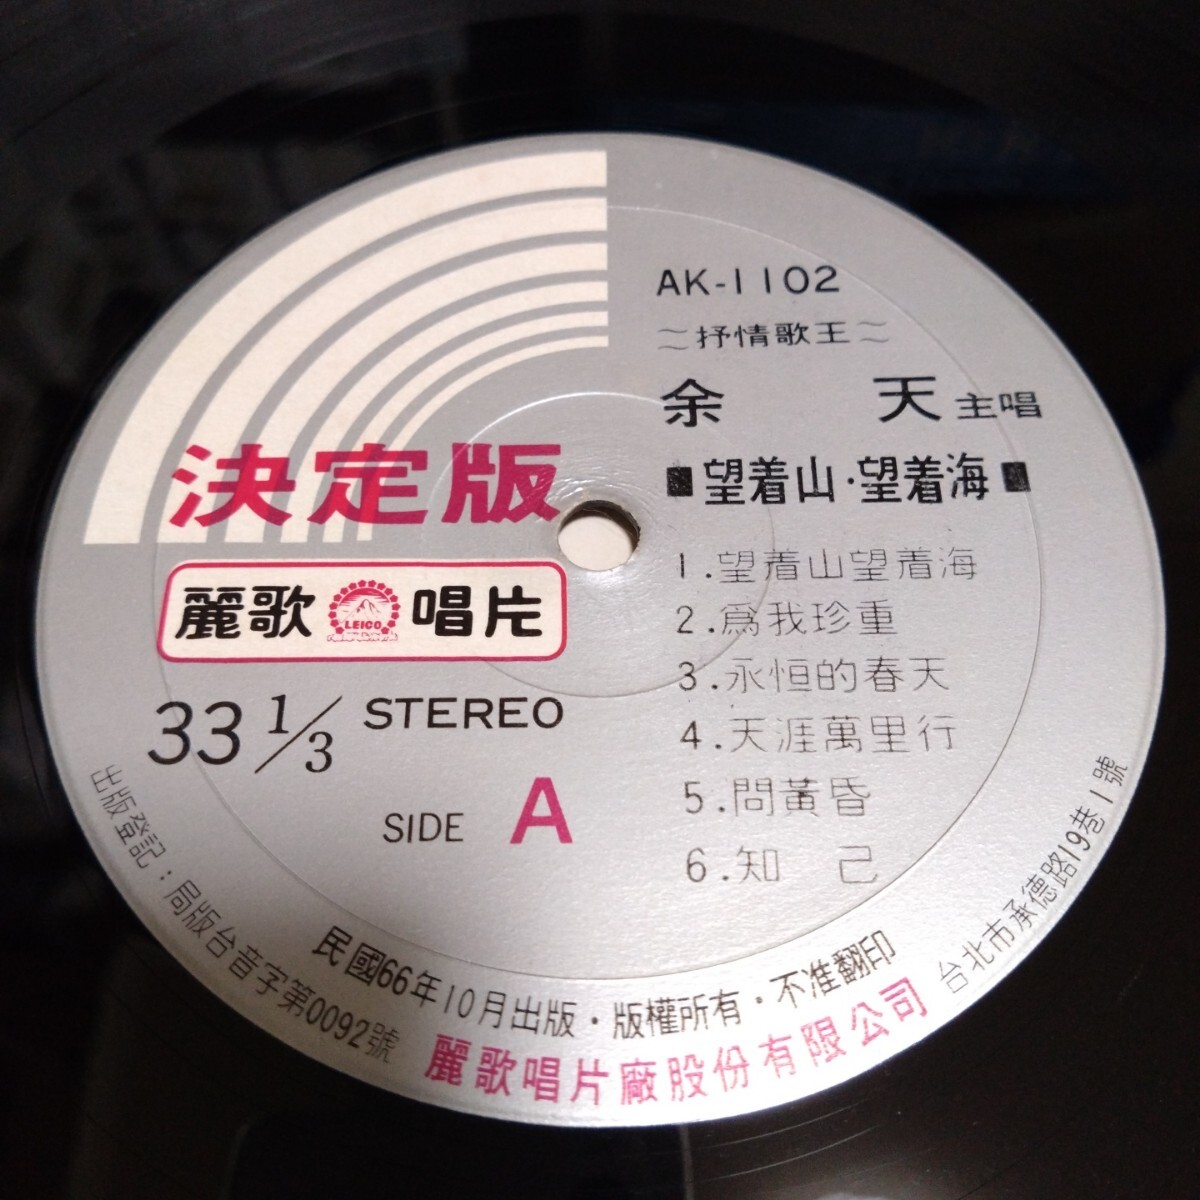 決定版
麗歌 LEICO 唱片
33 1/3 STEREO
SIDE A
AK-1102
~抒情歌王~
余 天 主唱
■望着山·望着海■
1.望着山望着海
2.為我珍重
3.永恒的春天
4.天涯萬里行
5.問黃昏
6.知 己
出版登記：局版台音字第0092號
民國66年10月出版·版權所有·不准翻印
麗歌唱片廠股份有限公司
台北市承德路19巷1號